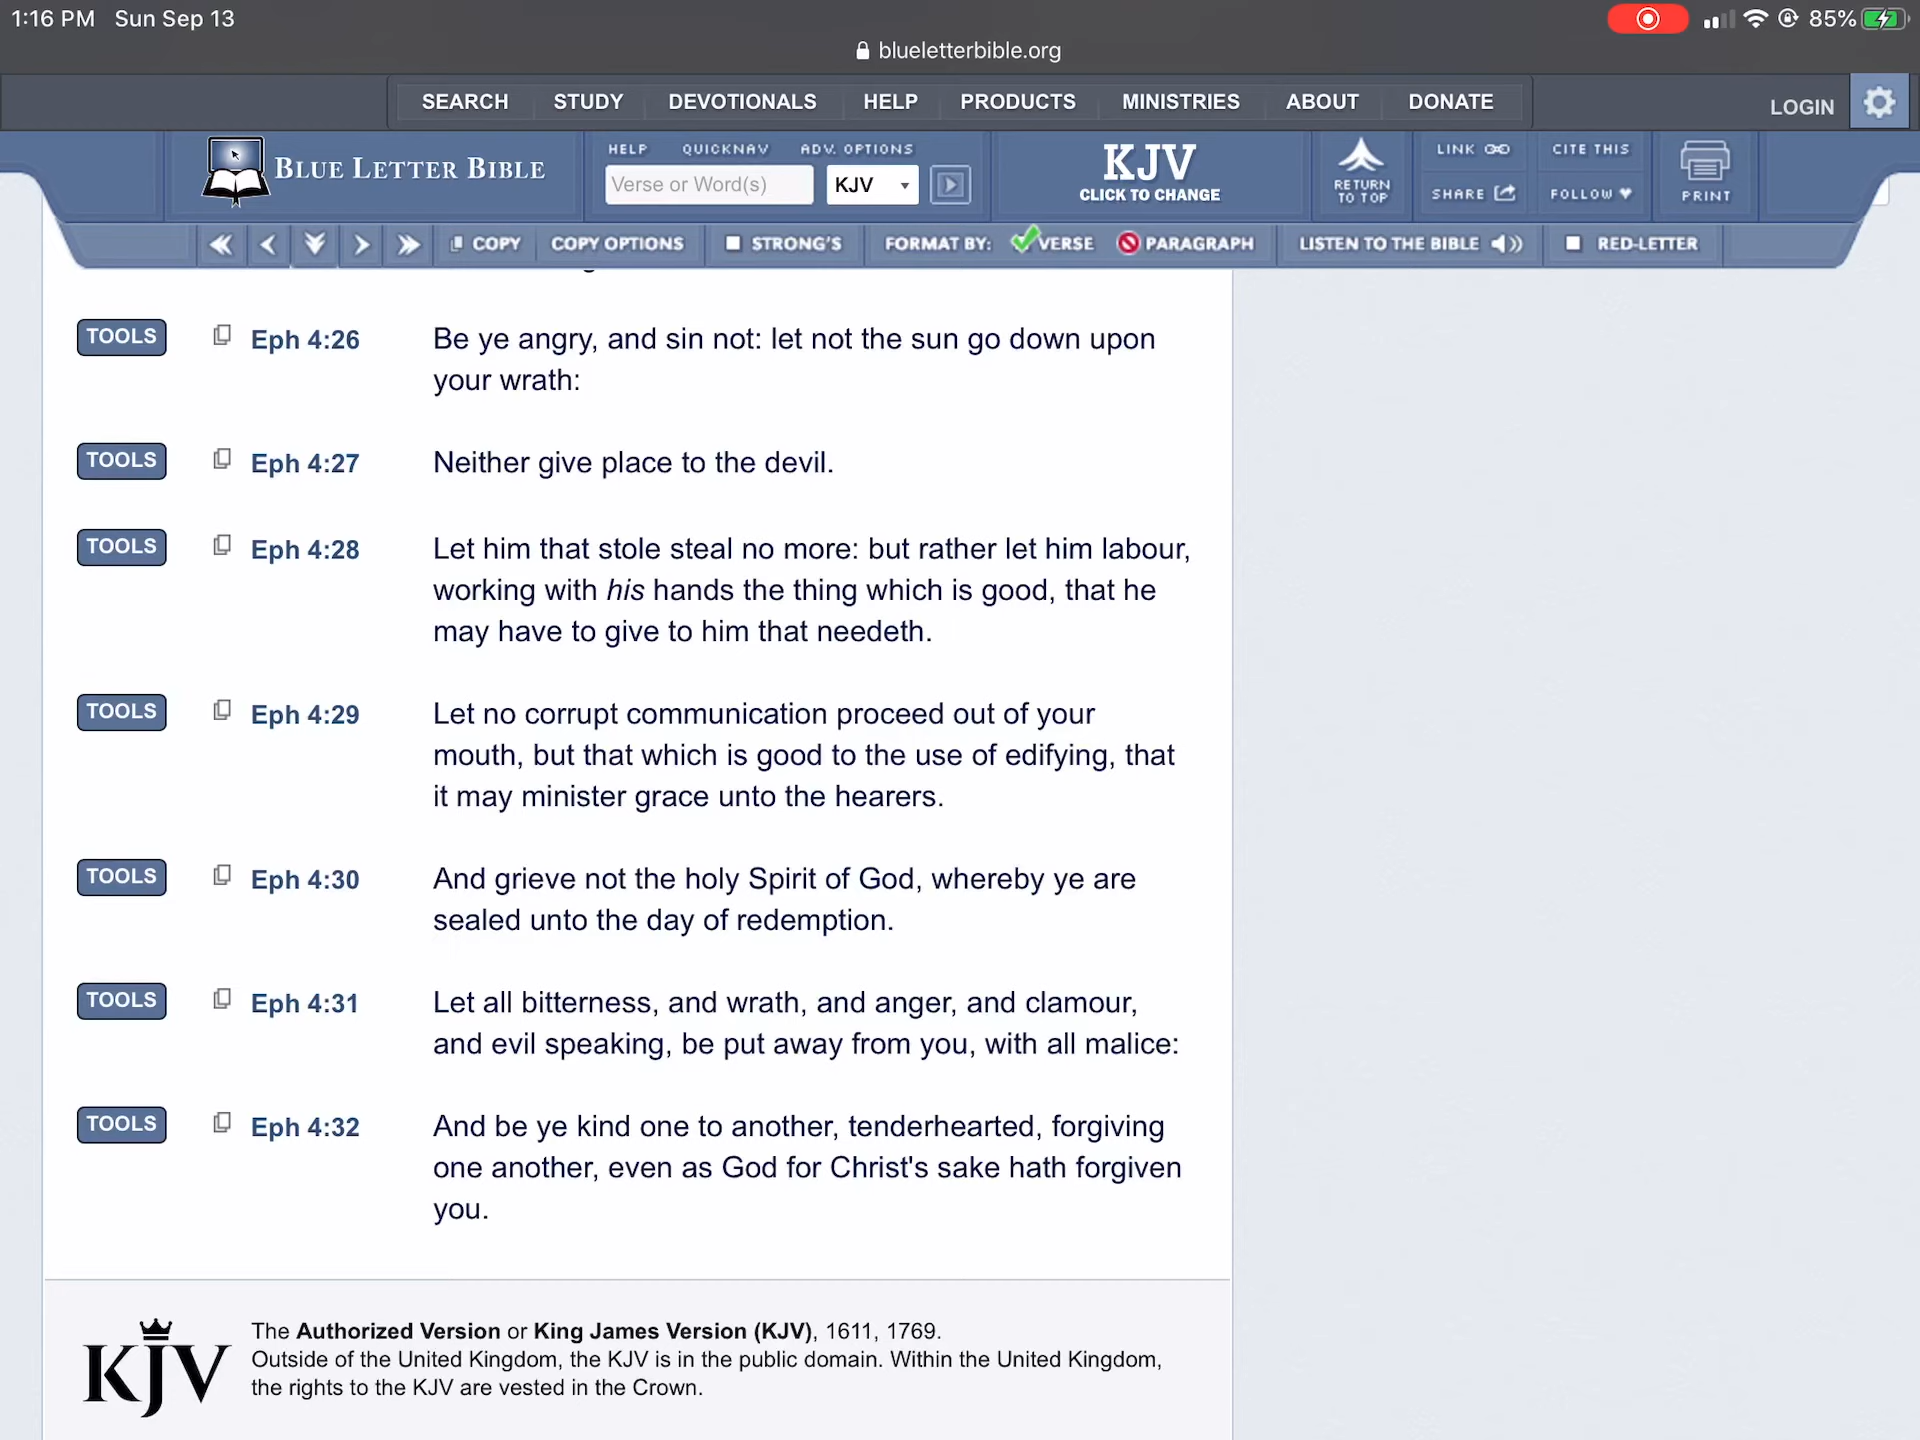 1:16 PM Sun Sep 13
85%
blueletterbible.org
SEARCH STUDY DEVOTIONALS HELP PRODUCTS MINISTRIES ABOUT DONATE
LOGIN
BLUE LETTER BIBLE
HELP QUICKNAV ADV. OPTIONS
Verse or Word(s) KJV
KJV
CLICK TO CHANGE
RETURN
TO TOP
LINK
SHARE
CITE THIS
FOLLOW
PRINT
COPY COPY OPTIONS STRONG'S FORMAT BY: VERSE PARAGRAPH LISTEN TO THE BIBLE RED-LETTER
TOOLS Eph 4:26 Be ye angry, and sin not: let not the sun go down upon
your wrath:
TOOLS Eph 4:27 Neither give place to the devil.
TOOLS Eph 4:28 Let him that stole steal no more: but rather let him labour,
working with his hands the thing which is good, that he
may have to give to him that needeth.
TOOLS Eph 4:29 Let no corrupt communication proceed out of your
mouth, but that which is good to the use of edifying, that
it may minister grace unto the hearers.
TOOLS Eph 4:30 And grieve not the holy Spirit of God, whereby ye are
sealed unto the day of redemption.
TOOLS Eph 4:31 Let all bitterness, and wrath, and anger, and clamour,
and evil speaking, be put away from you, with all malice:
TOOLS Eph 4:32 And be ye kind one to another, tenderhearted, forgiving
one another, even as God for Christ's sake hath forgiven
you.
KJV
The Authorized Version or King James Version (KJV), 1611, 1769.
Outside of the United Kingdom, the KJV is in the public domain. Within the United Kingdom,
the rights to the KJV are vested in the Crown.